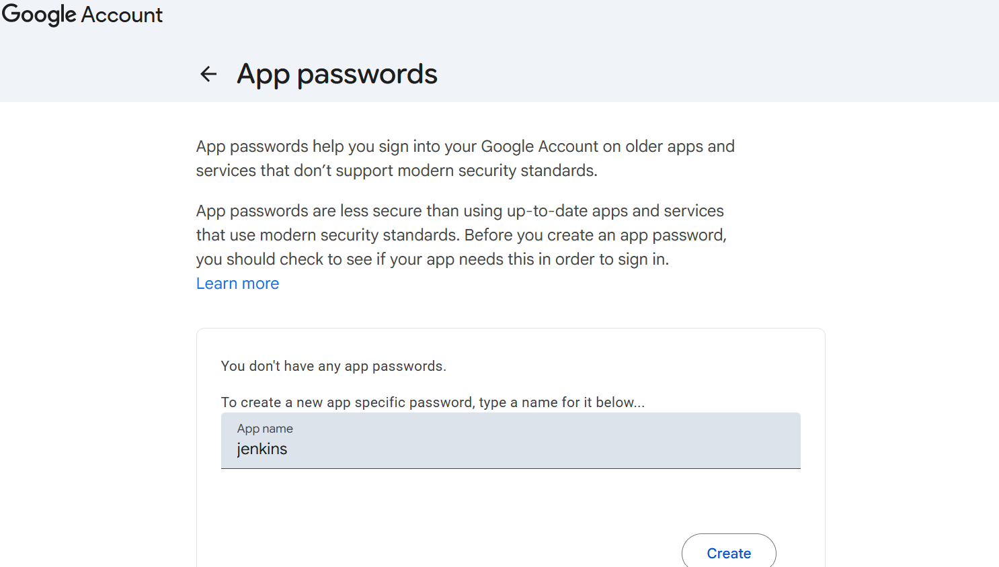 Google Account
App passwords
App passwords help you sign into your Google Account on older apps and
services that don’t support modern security standards.
App passwords are less secure than using up-to-date apps and services
that use modern security standards. Before you create an app password,
you should check to see if your app needs this in order to sign in.
Learn more
You don't have any app passwords.
To create a new app specific password, type a name for it below...
App name
jenkins
Create